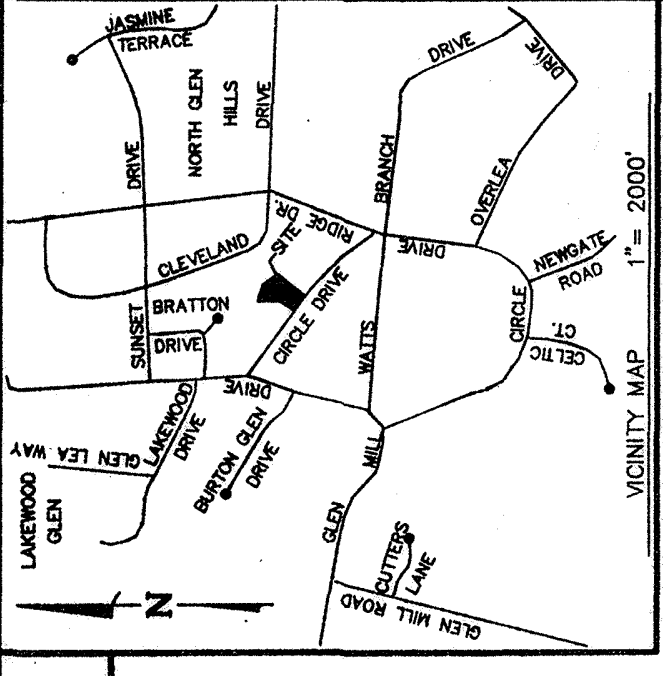 JASMINE
TERRACE
DRIVE
NORTH GLEN
HILLS
DRIVE
DRIVE
DRIVE
BRANCH
OVERLEA
DRIVE
RIDGE DR.
SITE
CLEVELAND
CIRCLE DRIVE
SUNSET
BRATTON
DRIVE
WATTS
DRIVE
CIRCLE
NEWGATE
ROAD
CELTIC
CT.
LAKEWOOD
DRIVE
GLEN LEA WAY
LAKEWOOD
GLEN
BURTON GLEN
DRIVE
MILL
GLEN
CUTTERS
LANE
GLEN MILL ROAD
N
VICINITY MAP 1" = 2000'